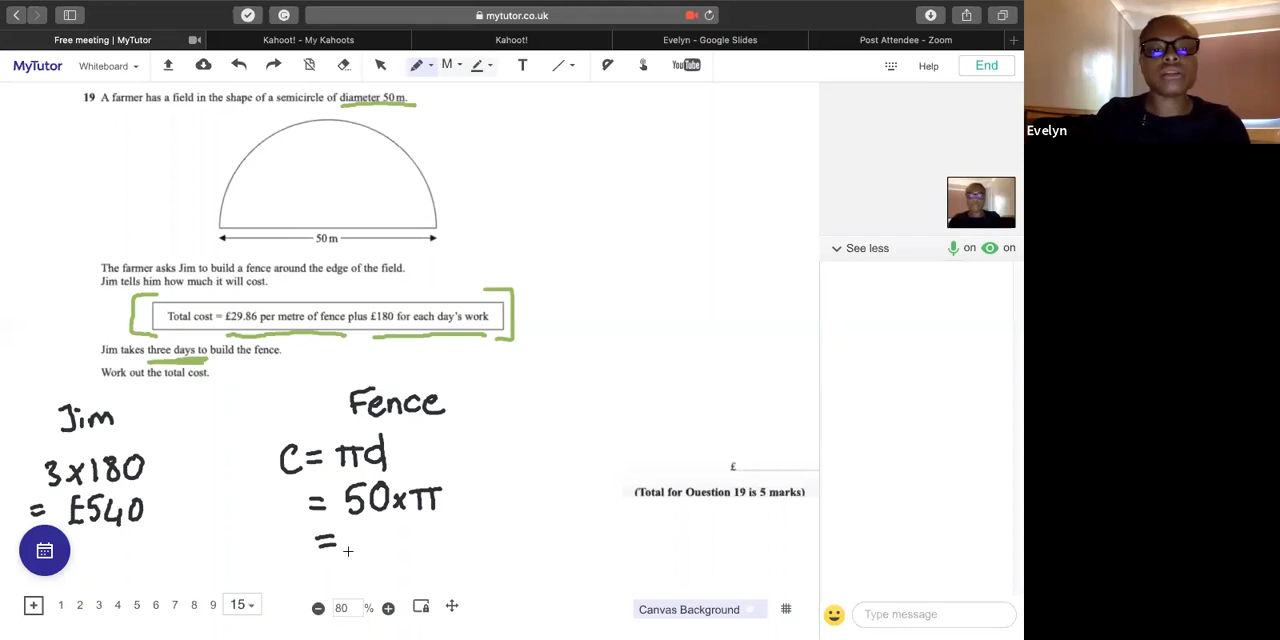 mytutor.co.uk
Free meeting | MyTutor
Kahoot! - My Kahoots
Kahoot!
Evelyn - Google Slides
Post Attendee - Zoom
MyTutor
Whiteboard
M
T
YouTube
Help
End
19 A farmer has a field in the shape of a semicircle of diameter 50 m.
50 m
The farmer asks Jim to build a fence around the edge of the field.
Jim tells him how much it will cost.
Total cost = £29.86 per metre of fence plus £180 for each day's work
Jim takes three days to build the fence.
Work out the total cost.
Jim
3 x 180
= £540
Fence
C = πd
= 50 x π
=
£
(Total for Question 19 is 5 marks)
1 2 3 4 5 6 7 8 9 15
80 %
Canvas Background
Evelyn
See less
on
on
Type message